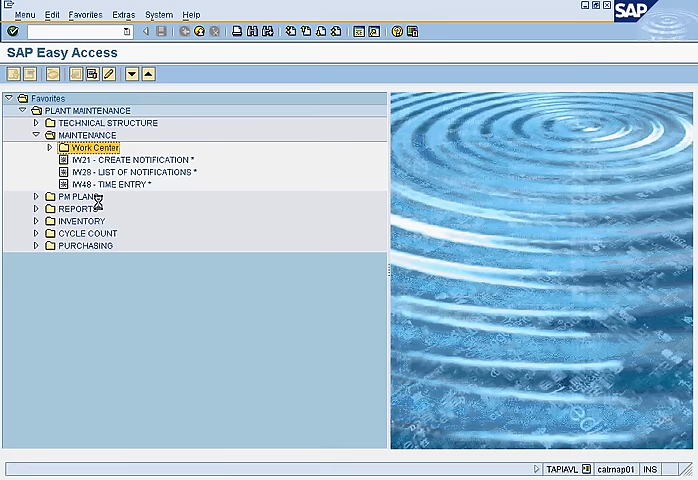 Menu Edit Favorites Extras System Help
SAP
SAP Easy Access
Favorites
PLANT MAINTENANCE
TECHNICAL STRUCTURE
MAINTENANCE
Work Center
IW21 - CREATE NOTIFICATION *
IW28 - LIST OF NOTIFICATIONS *
IW48 - TIME ENTRY *
PM PLANS
REPORTS
INVENTORY
CYCLE COUNT
PURCHASING
TAPIAVL catrnap01 INS